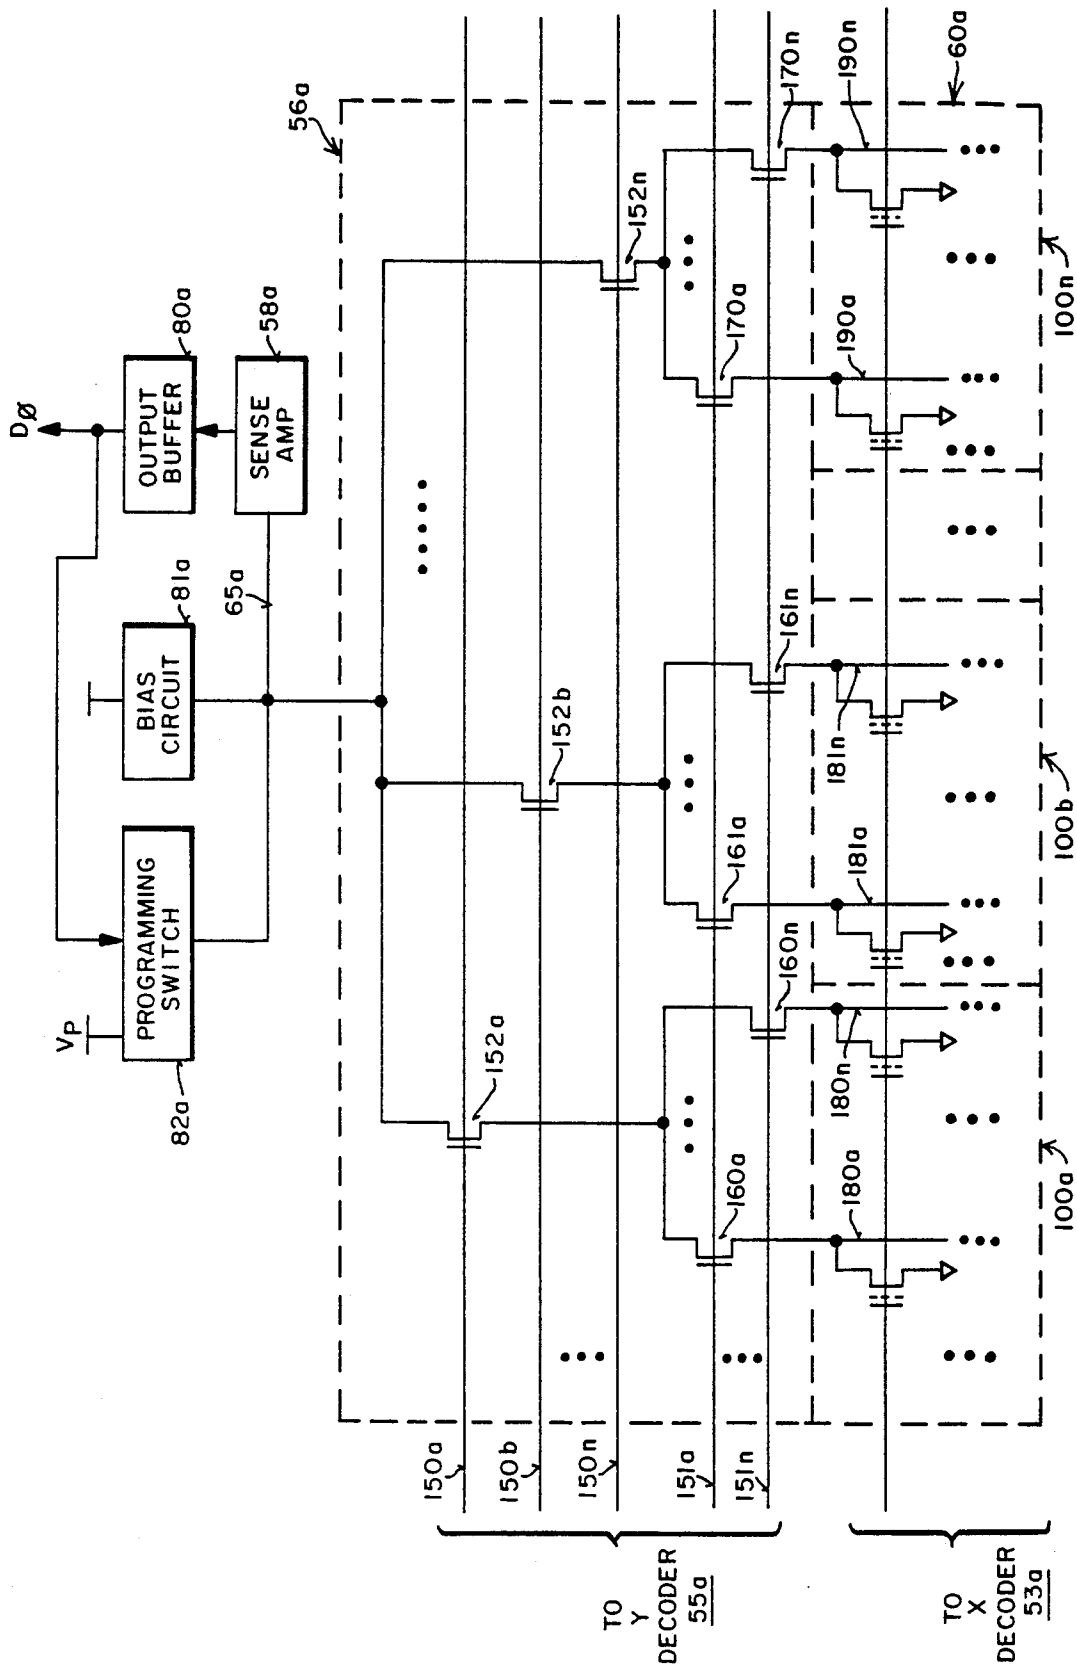 DØ
80a
OUTPUT
BUFFER
58a
SENSE
AMP
81a
BIAS
CIRCUIT
65a
VP
PROGRAMMING
SWITCH
82a
56a
152a
152b
152n
150a
150b
150n
160a
160n
161a
161n
170a
170n
151a
151n
TO
Y
DECODER
55a
180a
180n
181a
181n
190a
190n
60a
TO
X
DECODER
53a
100a
100b
100n